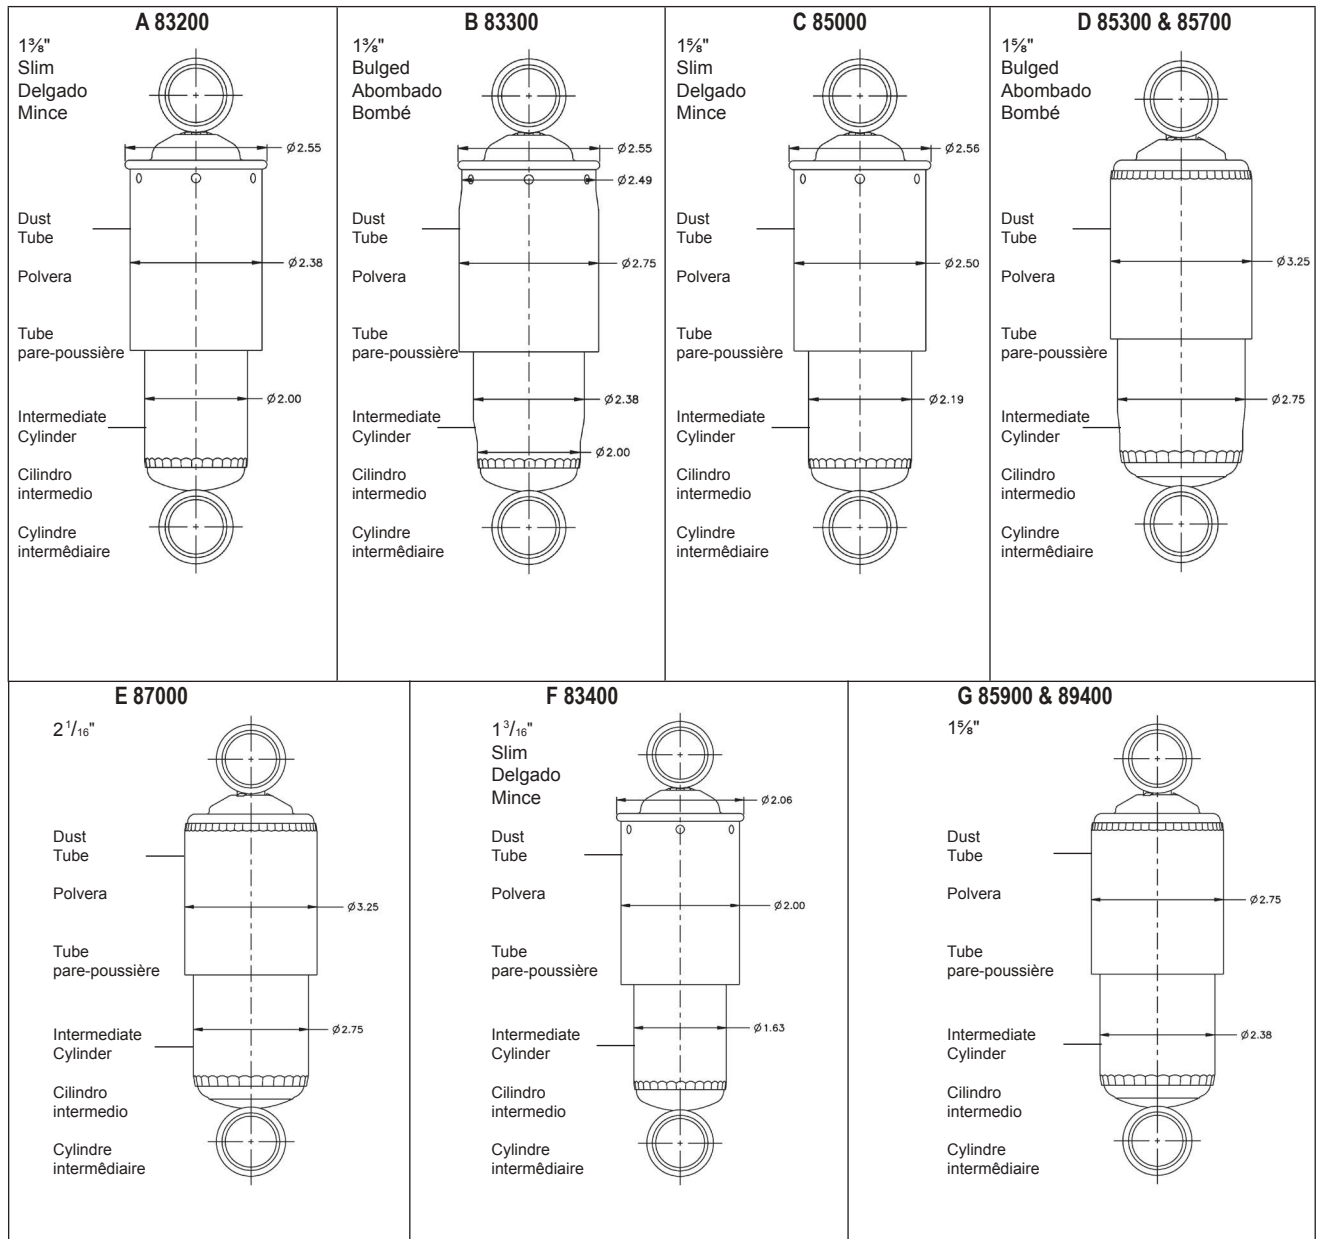 A 83200
1⅜"
Slim
Delgado
Mince
Ø2.55
Dust
Tube
Ø2.38
Polvera
Tube
pare-poussière
Ø2.00
Intermediate
Cylinder
Cilindro
intermedio
Cylindre
intermêdiaire
B 83300
1⅜"
Bulged
Abombado
Bombé
Ø2.55
Ø2.49
Dust
Tube
Ø2.75
Polvera
Tube
pare-poussière
Ø2.38
Intermediate
Cylinder
Ø2.00
Cilindro
intermedio
Cylindre
intermêdiaire
C 85000
1⅝"
Slim
Delgado
Mince
Ø2.56
Dust
Tube
Ø2.50
Polvera
Tube
pare-poussière
Ø2.19
Intermediate
Cylinder
Cilindro
intermedio
Cylindre
intermêdiaire
D 85300 & 85700
1⅝"
Bulged
Abombado
Bombé
Dust
Tube
Ø3.25
Polvera
Tube
pare-poussière
Ø2.75
Intermediate
Cylinder
Cilindro
intermedio
Cylindre
intermêdiaire
E 87000
2 1/16"
Dust
Tube
Polvera
Ø3.25
Tube
pare-poussière
Ø2.75
Intermediate
Cylinder
Cilindro
intermedio
Cylindre
intermêdiaire
F 83400
1 3/16"
Slim
Delgado
Mince
Ø2.06
Dust
Tube
Polvera
Ø2.00
Tube
pare-poussière
Ø1.63
Intermediate
Cylinder
Cilindro
intermedio
Cylindre
intermêdiaire
G 85900 & 89400
1⅝"
Dust
Tube
Polvera
Ø2.75
Tube
pare-poussière
Intermediate
Cylinder
Ø2.38
Cilindro
intermedio
Cylindre
intermêdiaire